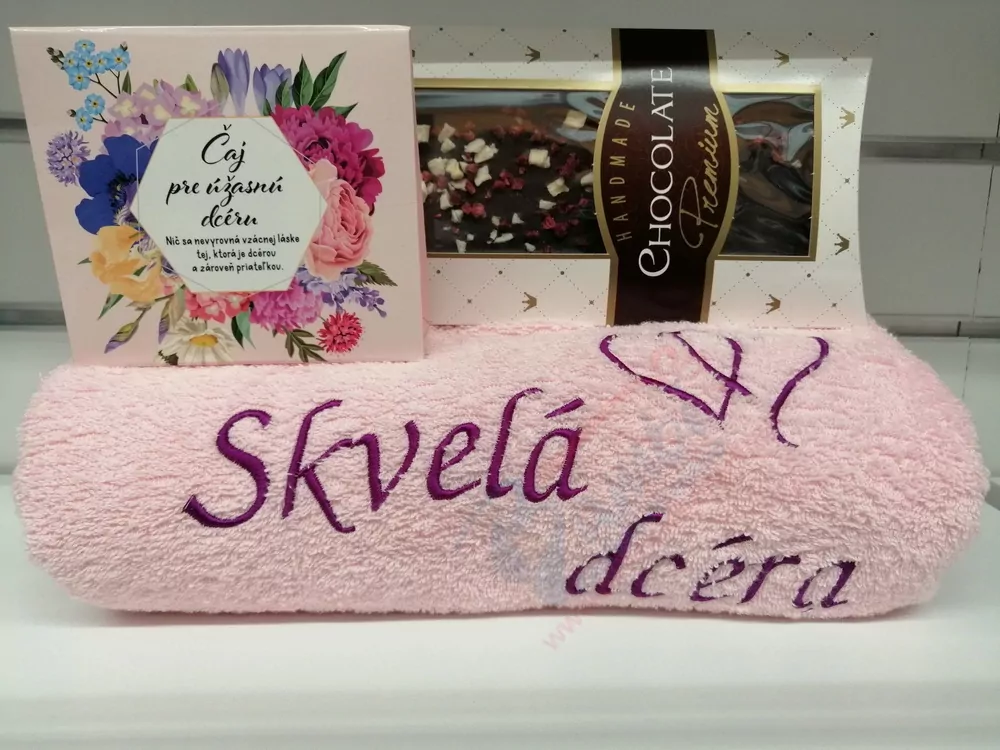 Čaj
pre úžasnú
dcéru
Nič sa nevyrovná vzácnej láske
tej, ktorá je dcérou
a zároveň priateľkou.
HANDMADE
CHOCOLATE
Premium
Skvelá
dcéra